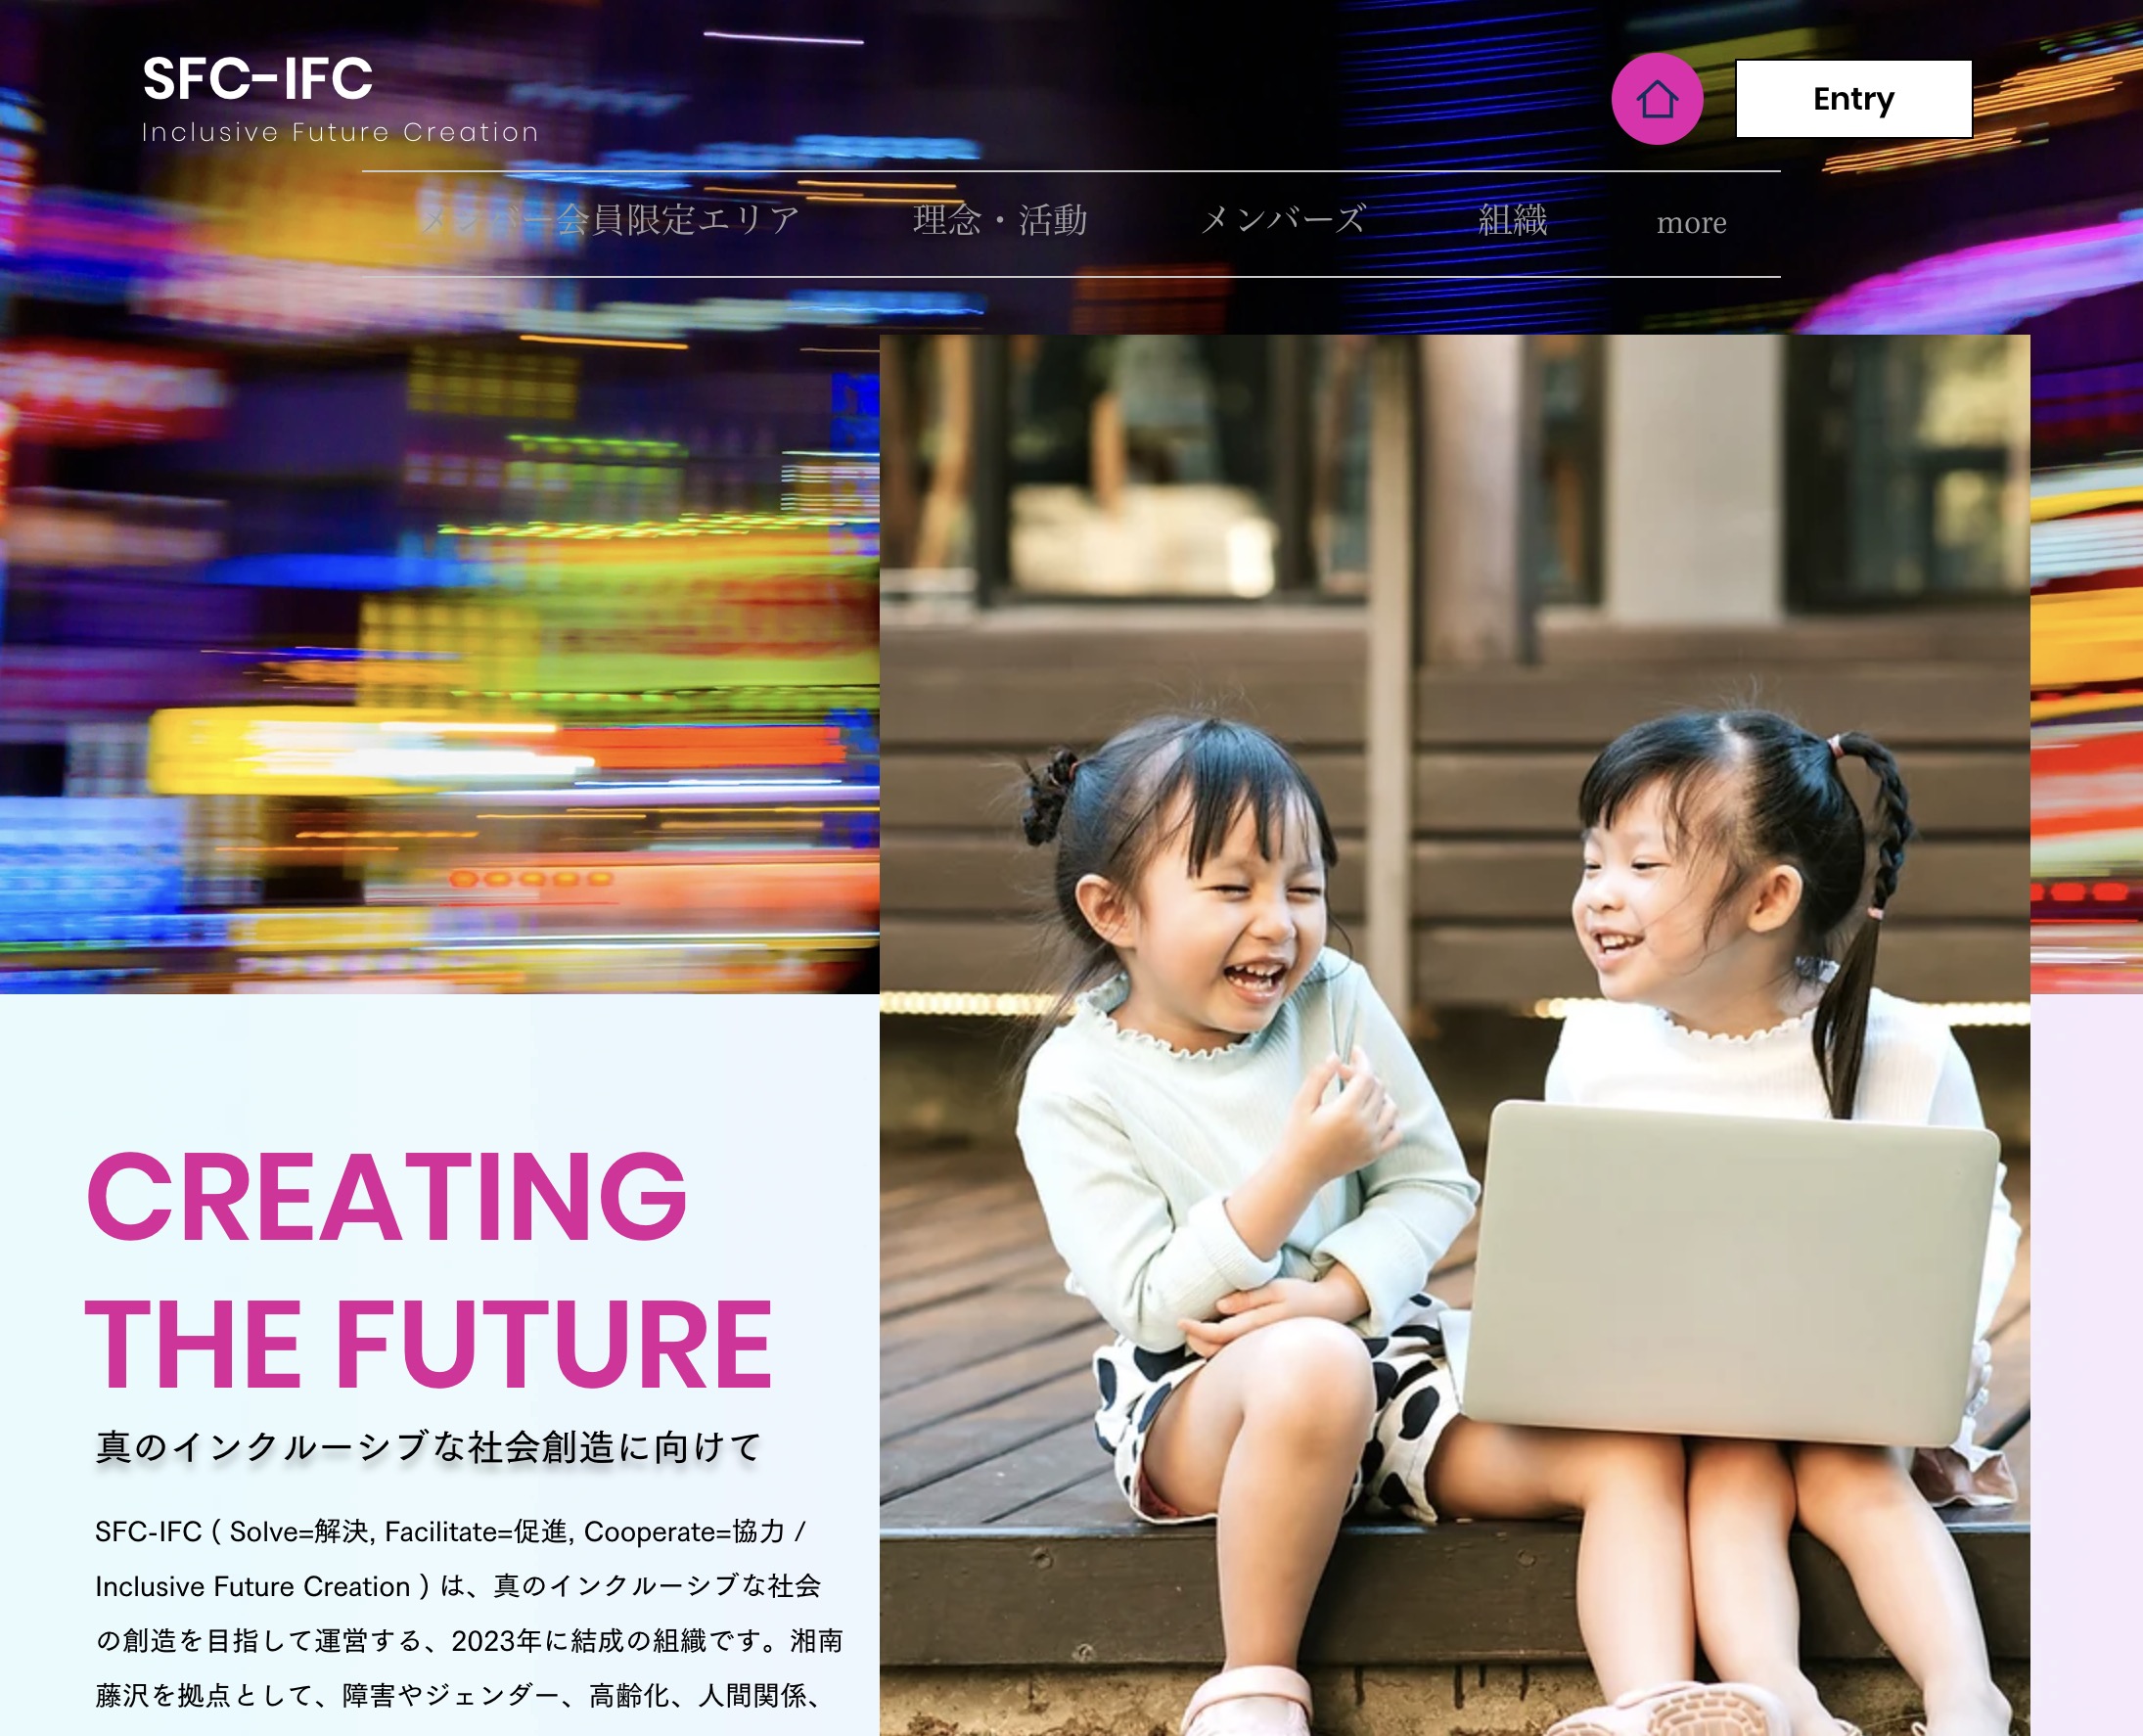 SFC-IFC
Inclusive Future Creation
Entry
メンバー会員限定エリア
理念・活動
メンバーズ
組織
more
CREATING
THE FUTURE
真のインクルーシブな社会創造に向けて
SFC-IFC ( Solve=解決, Facilitate=促進, Cooperate=協力 /
Inclusive Future Creation ) は、真のインクルーシブな社会
の創造を目指して運営する、2023年に結成の組織です。湘南
藤沢を拠点として、障害やジェンダー、高齢化、人間関係、